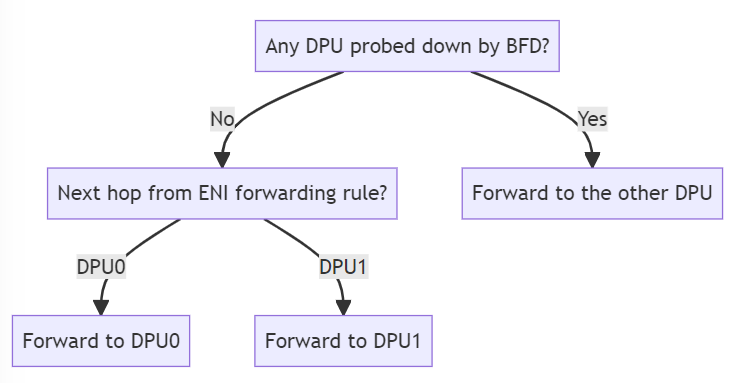 Any DPU probed down by BFD?
No
Yes
Next hop from ENI forwarding rule?
Forward to the other DPU
DPU0
DPU1
Forward to DPU0
Forward to DPU1